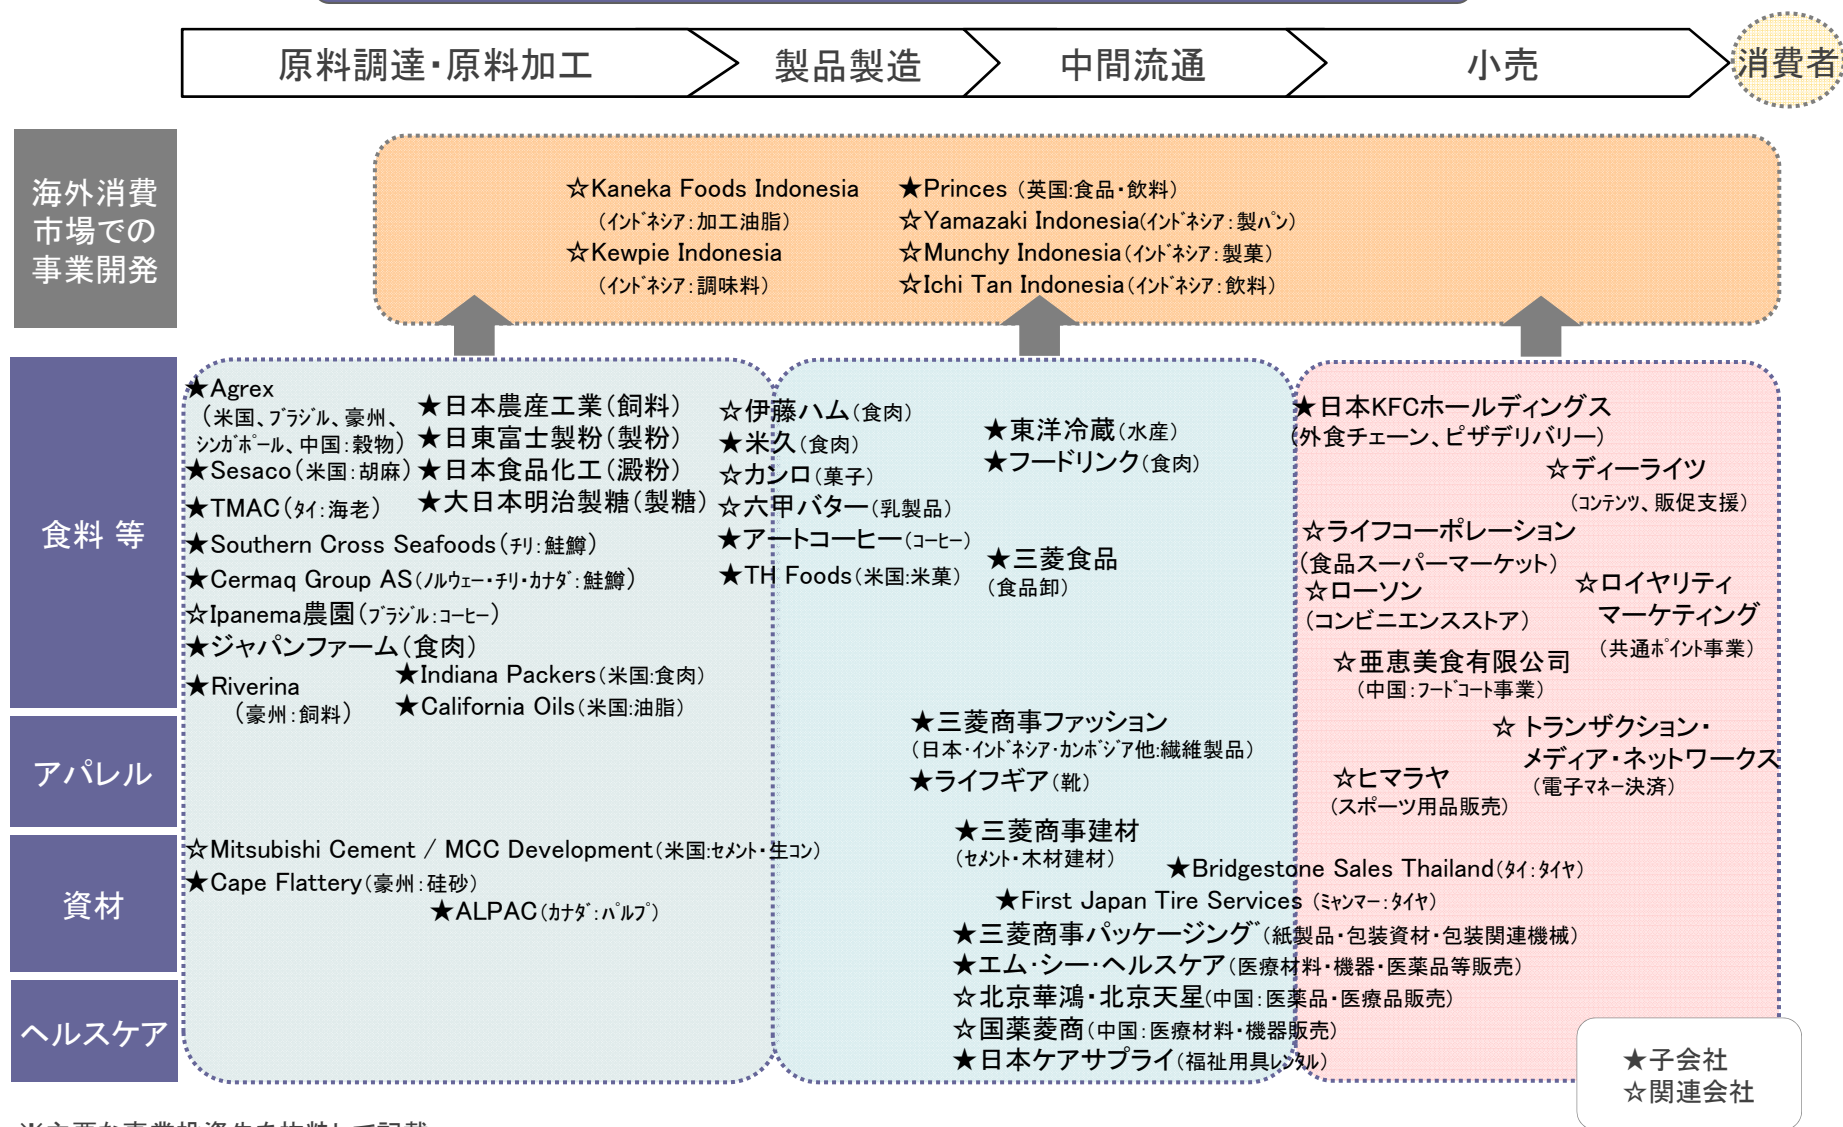 原料調達・原料加工
製品製造
中間流通
小売
消費者
海外消費
市場での
事業開発
☆Kaneka Foods Indonesia
(インドネシア:加工油脂)
☆Kewpie Indonesia
(インドネシア:調味料)
★Princes (英国:食品・飲料)
☆Yamazaki Indonesia(インドネシア:製パン)
☆Munchy Indonesia(インドネシア:製菓)
☆Ichi Tan Indonesia(インドネシア:飲料)
食料 等
★Agrex
(米国、ブラジル、豪州、
シンガポール、中国:穀物)
★Sesaco(米国:胡麻)
★TMAC(タイ:海老)
★Southern Cross Seafoods(チリ:鮭鱒)
★Cermaq Group AS(ノルウェー・チリ・カナダ:鮭鱒)
☆Ipanema農園(ブラジル:コーヒー)
★ジャパンファーム(食肉)
★Riverina
(豪州:飼料)
★日本農産工業(飼料)
★日東富士製粉(製粉)
★日本食品化工(澱粉)
★大日本明治製糖(製糖)
★Indiana Packers(米国:食肉)
★California Oils(米国:油脂)
☆伊藤ハム(食肉)
★米久(食肉)
☆カンロ(菓子)
☆六甲バター(乳製品)
★アートコーヒー(コーヒー)
★TH Foods(米国:米菓)
★東洋冷蔵(水産)
★フードリンク(食肉)
★三菱食品
(食品卸)
★日本KFCホールディングス
(外食チェーン、ピザデリバリー)
☆ディーライツ
(コンテンツ、販促支援)
☆ライフコーポレーション
(食品スーパーマーケット)
☆ローソン
(コンビニエンスストア)
☆ロイヤリティ
マーケティング
(共通ポイント事業)
☆亜恵美食有限公司
(中国:フードコート事業)
☆ トランザクション・
メディア・ネットワークス
(電子マネー決済)
アパレル
★三菱商事ファッション
(日本・インドネシア・カンボジア他:繊維製品)
★ライフギア(靴)
☆ヒマラヤ
(スポーツ用品販売)
資材
☆Mitsubishi Cement / MCC Development(米国:セメント・生コン)
★Cape Flattery(豪州:硅砂)
★ALPAC(カナダ:パルプ)
★三菱商事建材
(セメント・木材建材)
★Bridgestone Sales Thailand(タイ:タイヤ)
★First Japan Tire Services (ミャンマー:タイヤ)
★三菱商事パッケージング(紙製品・包装資材・包装関連機械)
ヘルスケア
★エム・シー・ヘルスケア(医療材料・機器・医薬品等販売)
☆北京華鴻・北京天星(中国:医薬品・医療品販売)
☆国薬菱商(中国:医療材料・機器販売)
★日本ケアサプライ(福祉用具レンタル)
★子会社
☆関連会社